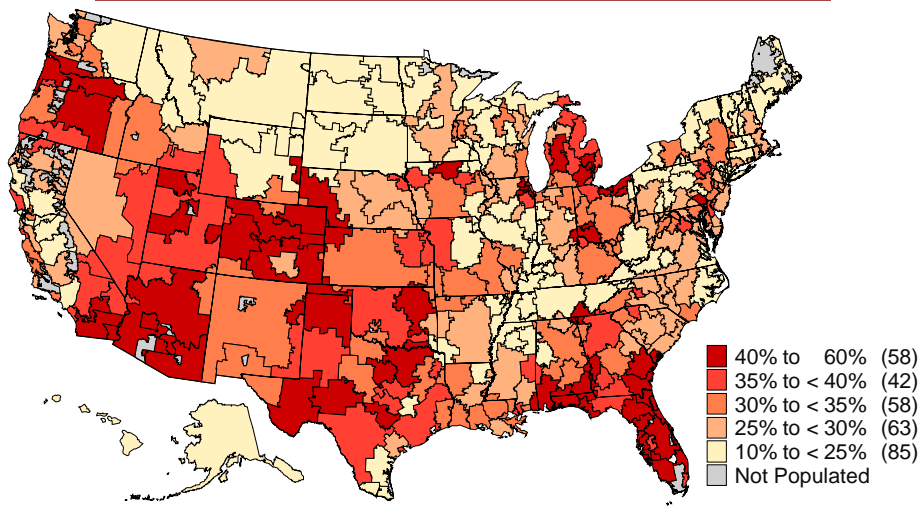 40% to 60% (58)
35% to < 40% (42)
30% to < 35% (58)
25% to < 30% (63)
10% to < 25% (85)
Not Populated